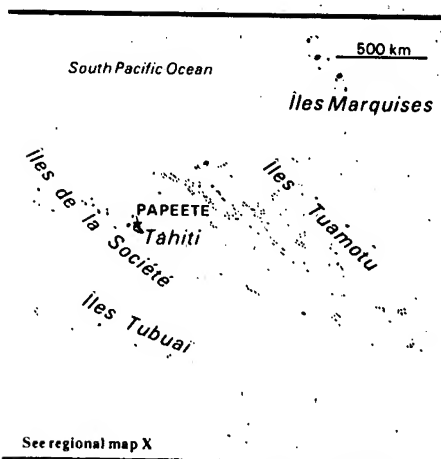 500 km
South Pacific Ocean
Îles Marquises
Îles de la Société
PAPEETE
Tahiti
Îles Tuamotu
Îles Tubuai
See regional map X